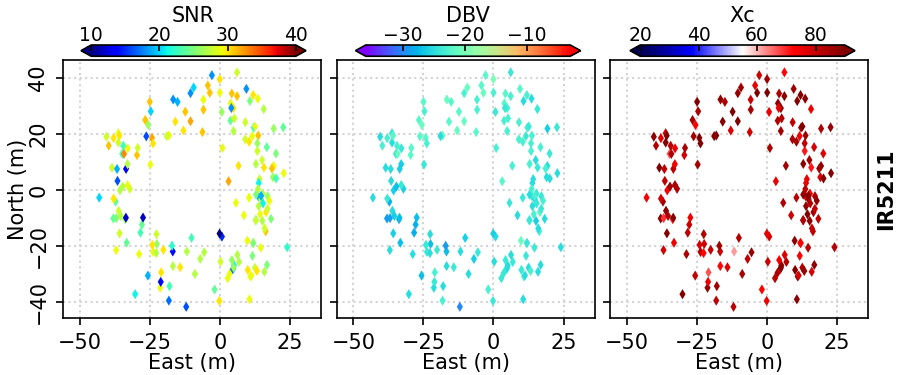 SNR DBV Xc
10 20 30 40 −30 −20 −10 20 40 60 80
40
20
0
−20
−40
North (m)
IR5211
−50 −25 0 25 −50 −25 0 25 −50 −25 0 25
East (m) East (m) East (m)